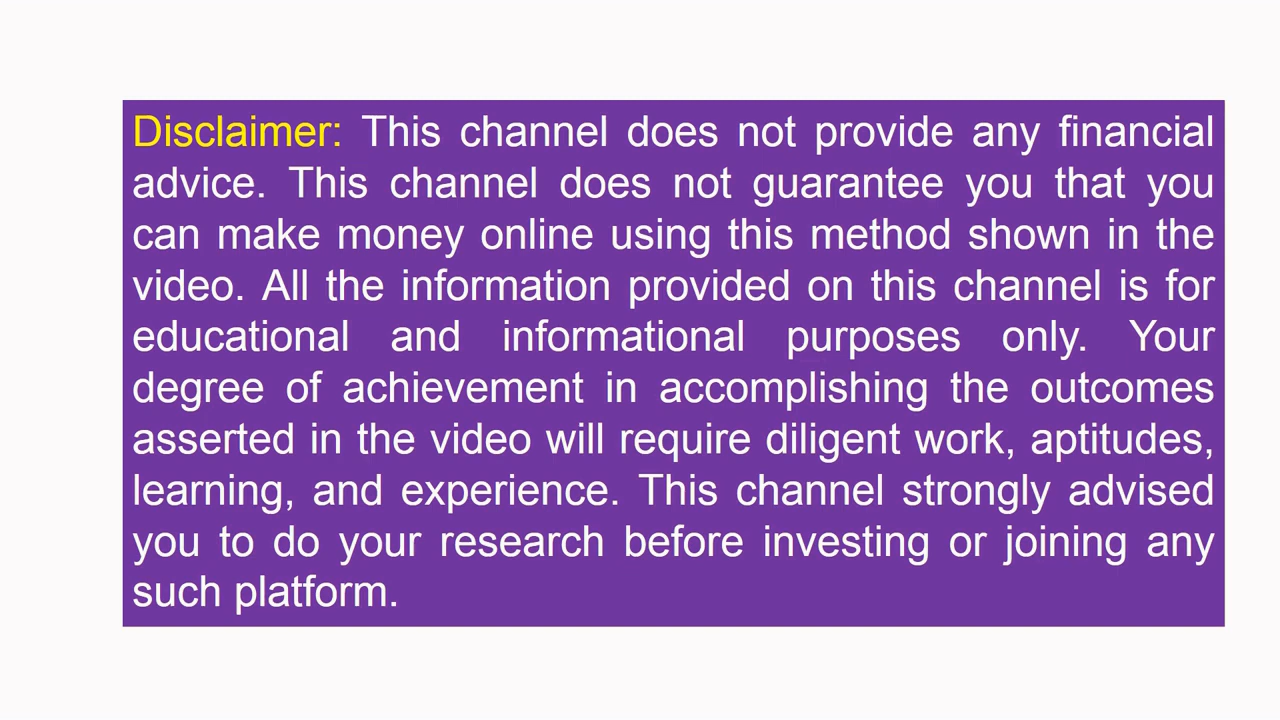 Disclaimer: This channel does not provide any financial
advice. This channel does not guarantee you that you
can make money online using this method shown in the
video. All the information provided on this channel is for
educational and informational purposes only. Your
degree of achievement in accomplishing the outcomes
asserted in the video will require diligent work, aptitudes,
learning, and experience. This channel strongly advised
you to do your research before investing or joining any
such platform.